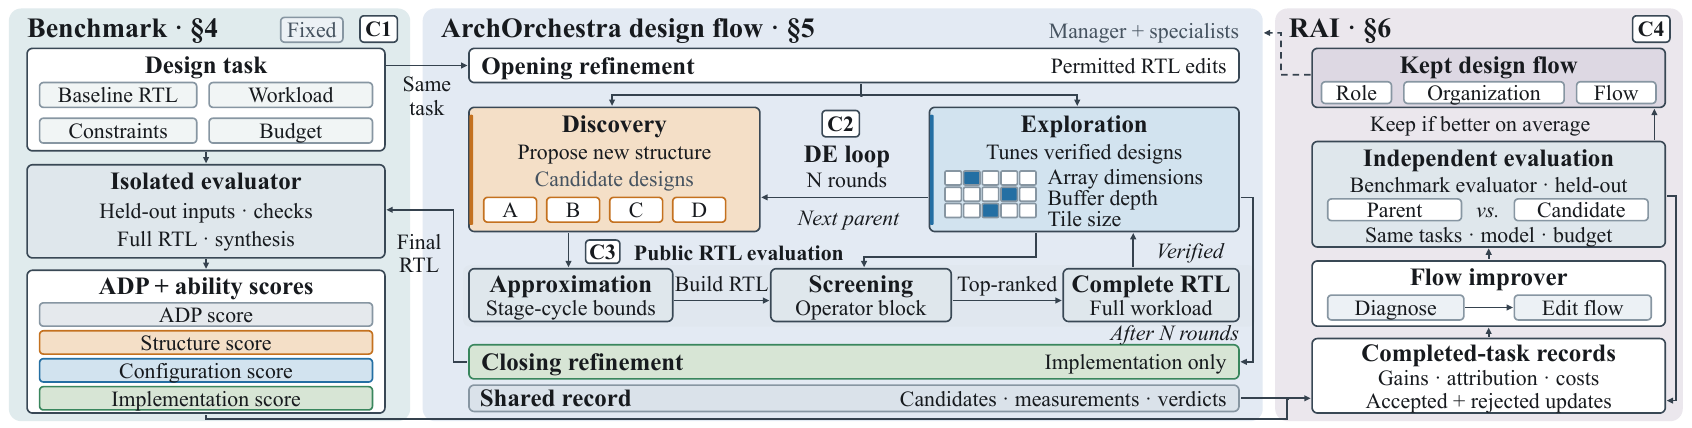 Benchmark · §4
Fixed
C1
Design task
Baseline RTL
Workload
Constraints
Budget
Isolated evaluator
Held-out inputs · checks
Full RTL · synthesis
ADP + ability scores
ADP score
Structure score
Configuration score
Implementation score
Same
task
Final
RTL
ArchOrchestra design flow · §5
Manager + specialists
Opening refinement
Permitted RTL edits
Discovery
Propose new structure
Candidate designs
A
B
C
D
C2
DE loop
N rounds
Next parent
Exploration
Tunes verified designs
Array dimensions
Buffer depth
Tile size
C3
Public RTL evaluation
Verified
Approximation
Stage-cycle bounds
Build RTL
Screening
Operator block
Top-ranked
Complete RTL
Full workload
After N rounds
Closing refinement
Implementation only
Shared record
Candidates · measurements · verdicts
RAI · §6
C4
Kept design flow
Role
Organization
Flow
Keep if better on average
Independent evaluation
Benchmark evaluator · held-out
Parent
vs.
Candidate
Same tasks · model · budget
Flow improver
Diagnose
Edit flow
Completed-task records
Gains · attribution · costs
Accepted + rejected updates